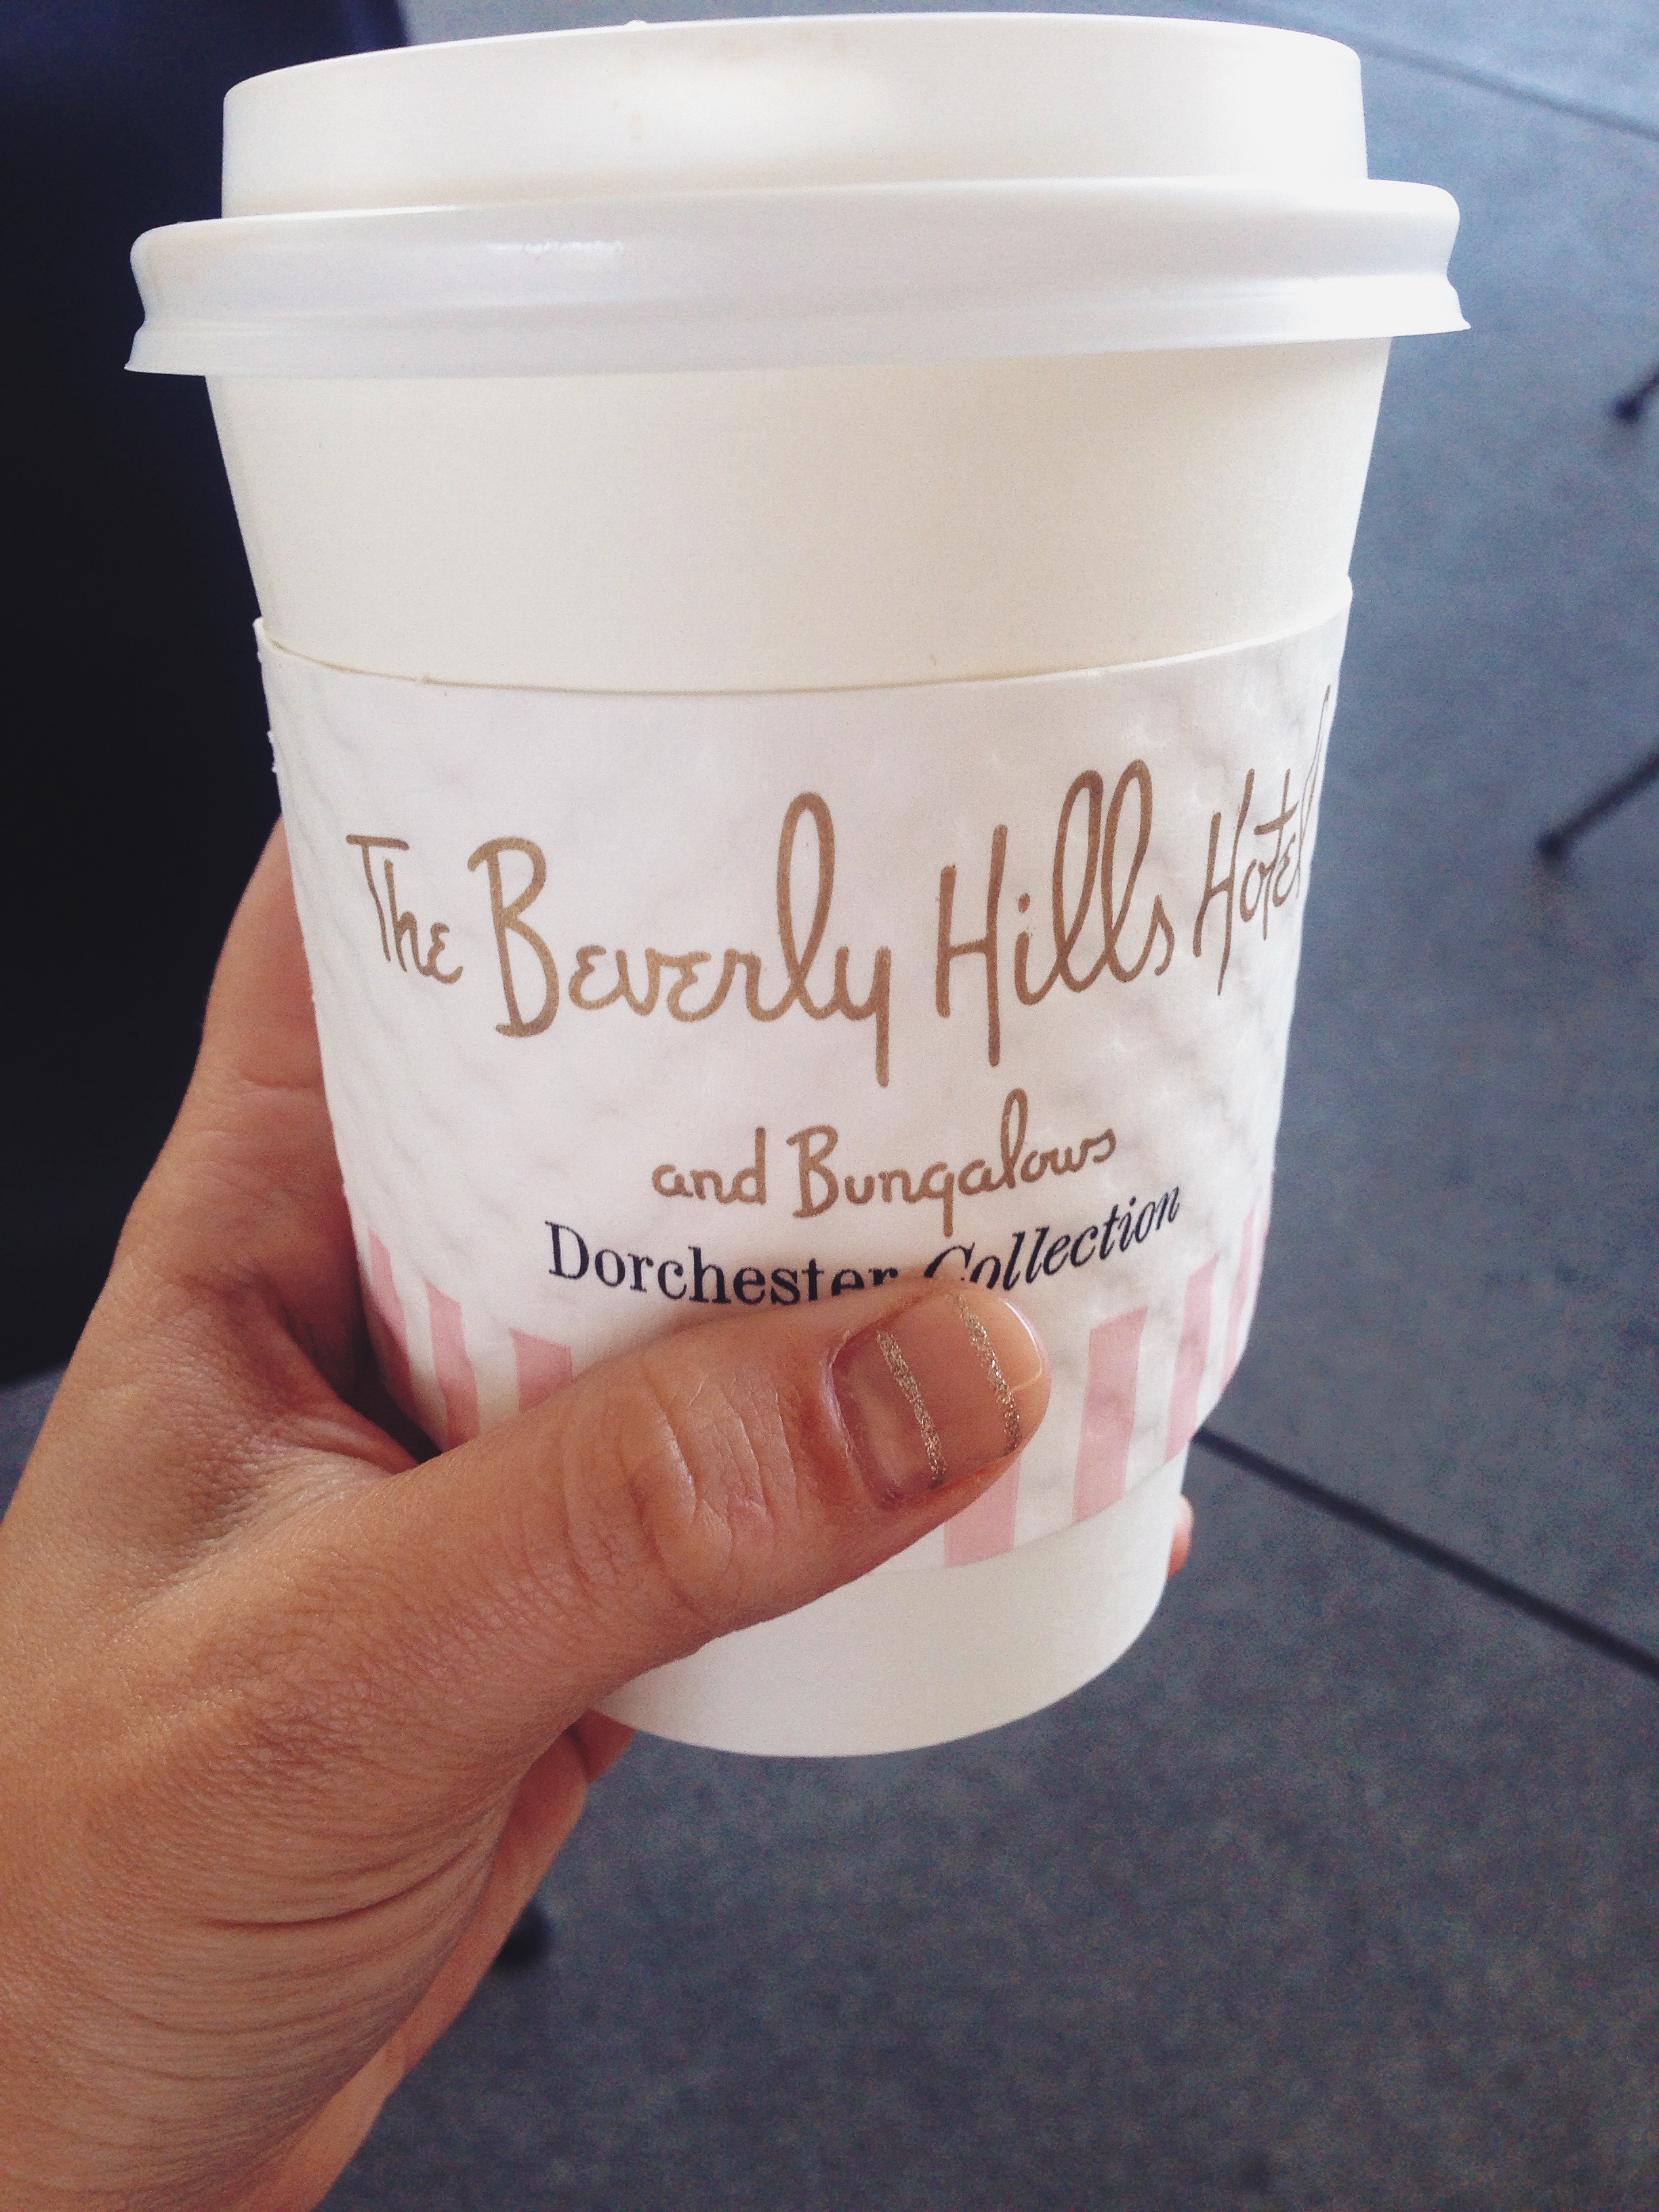 The Beverly Hills Hotel
and Bungalows
Dorchester Collection